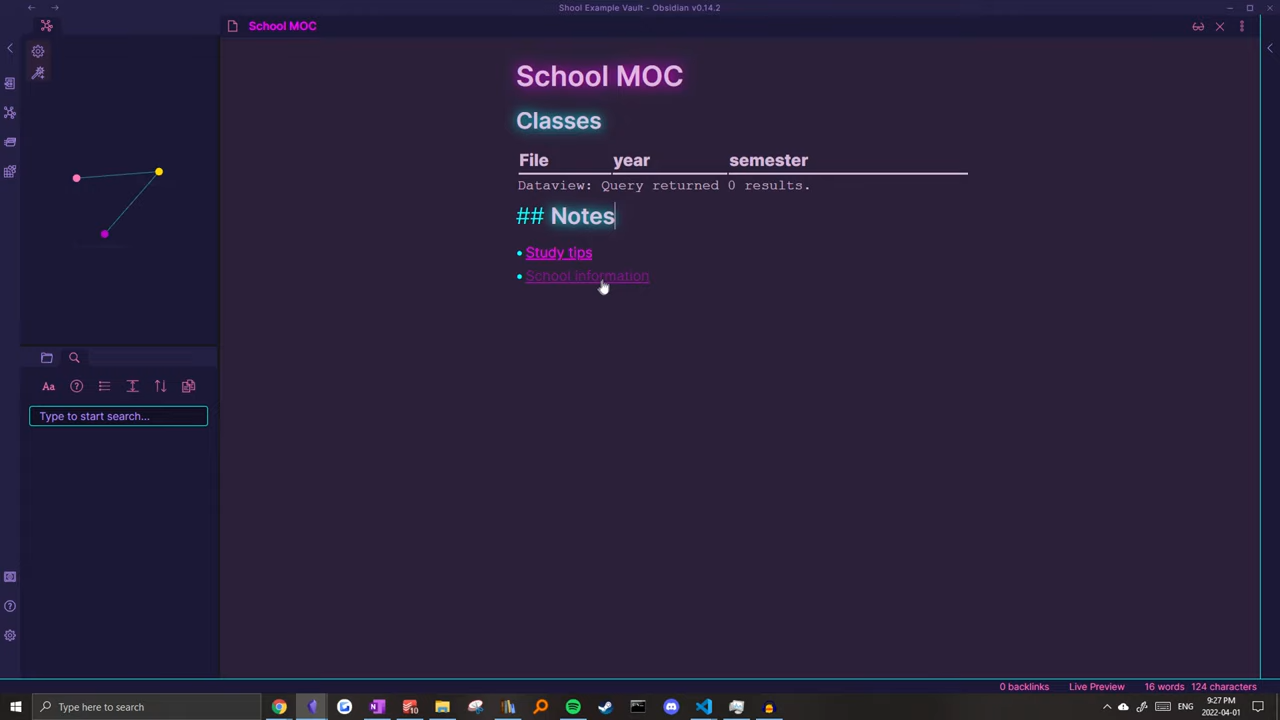 Shool Example Vault - Obsidian v0.14.2
School MOC
School MOC
Classes
File year semester
Dataview: Query returned 0 results.
## Notes
• Study tips
• School information
Aa
Type to start search...
0 backlinks Live Preview 16 words 124 characters
Type here to search
10
ENG
9:27 PM
2022-04-01